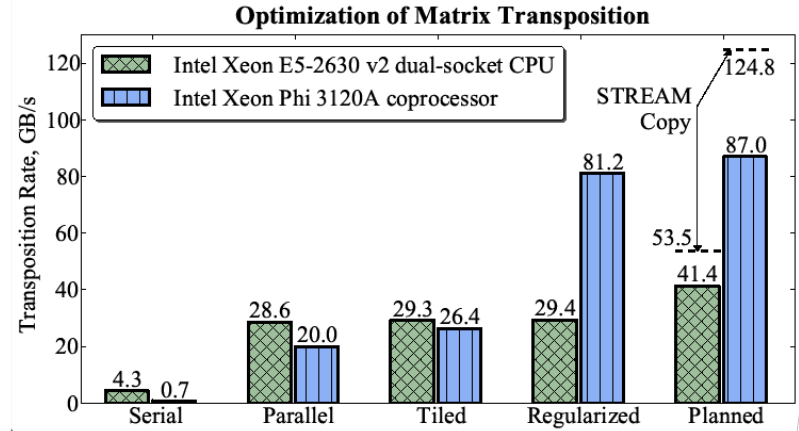 Optimization of Matrix Transposition
Transposition Rate, GB/s
120
100
80
60
40
20
0
Intel Xeon E5-2630 v2 dual-socket CPU
Intel Xeon Phi 3120A coprocessor
STREAM
Copy
124.8
53.5
4.3
0.7
28.6
20.0
29.3
26.4
29.4
81.2
41.4
87.0
Serial
Parallel
Tiled
Regularized
Planned